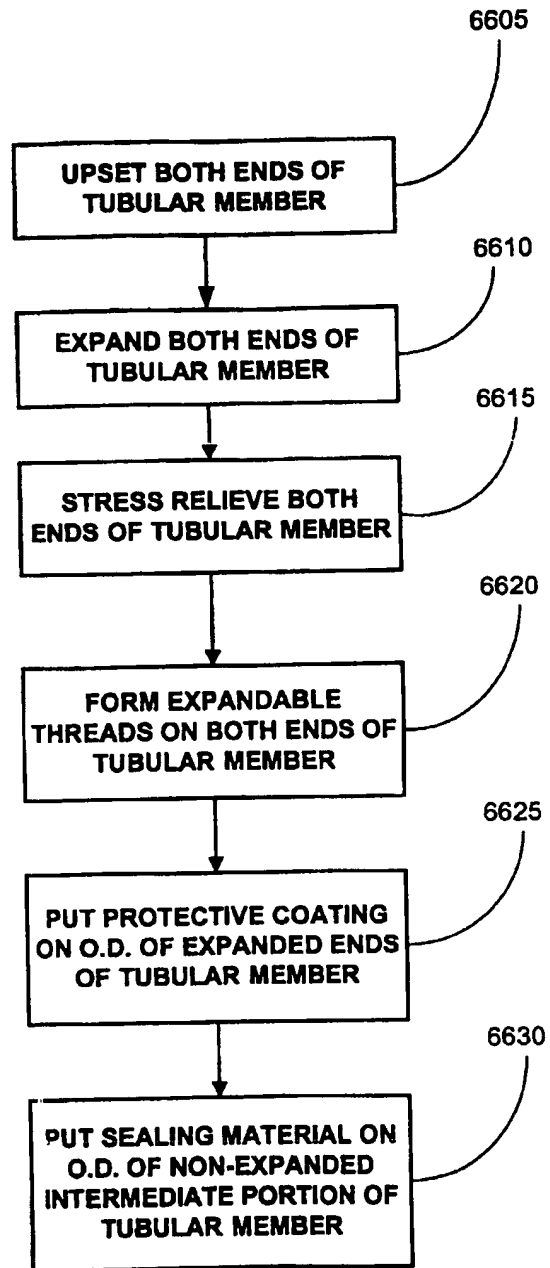 6605
UPSET BOTH ENDS OF
TUBULAR MEMBER
6610
EXPAND BOTH ENDS OF
TUBULAR MEMBER
6615
STRESS RELIEVE BOTH
ENDS OF TUBULAR MEMBER
6620
FORM EXPANDABLE
THREADS ON BOTH ENDS OF
TUBULAR MEMBER
6625
PUT PROTECTIVE COATING
ON O.D. OF EXPANDED ENDS
OF TUBULAR MEMBER
6630
PUT SEALING MATERIAL ON
O.D. OF NON-EXPANDED
INTERMEDIATE PORTION OF
TUBULAR MEMBER